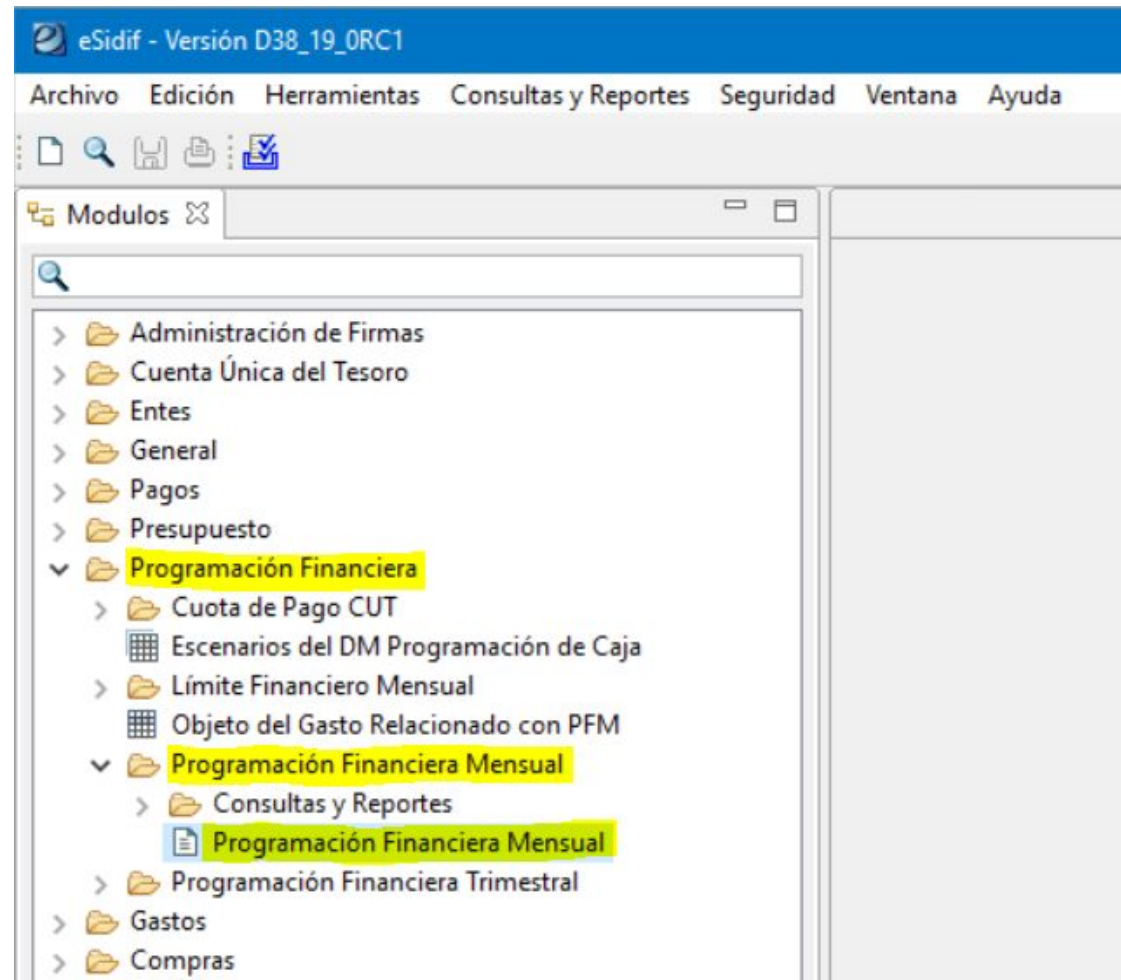 eSidif - Versión D38_19_0RC1
Archivo Edición Herramientas Consultas y Reportes Seguridad Ventana Ayuda
Modulos
Administración de Firmas
Cuenta Única del Tesoro
Entes
General
Pagos
Presupuesto
Programación Financiera
Cuota de Pago CUT
Escenarios del DM Programación de Caja
Límite Financiero Mensual
Objeto del Gasto Relacionado con PFM
Programación Financiera Mensual
Consultas y Reportes
Programación Financiera Mensual
Programación Financiera Trimestral
Gastos
Compras